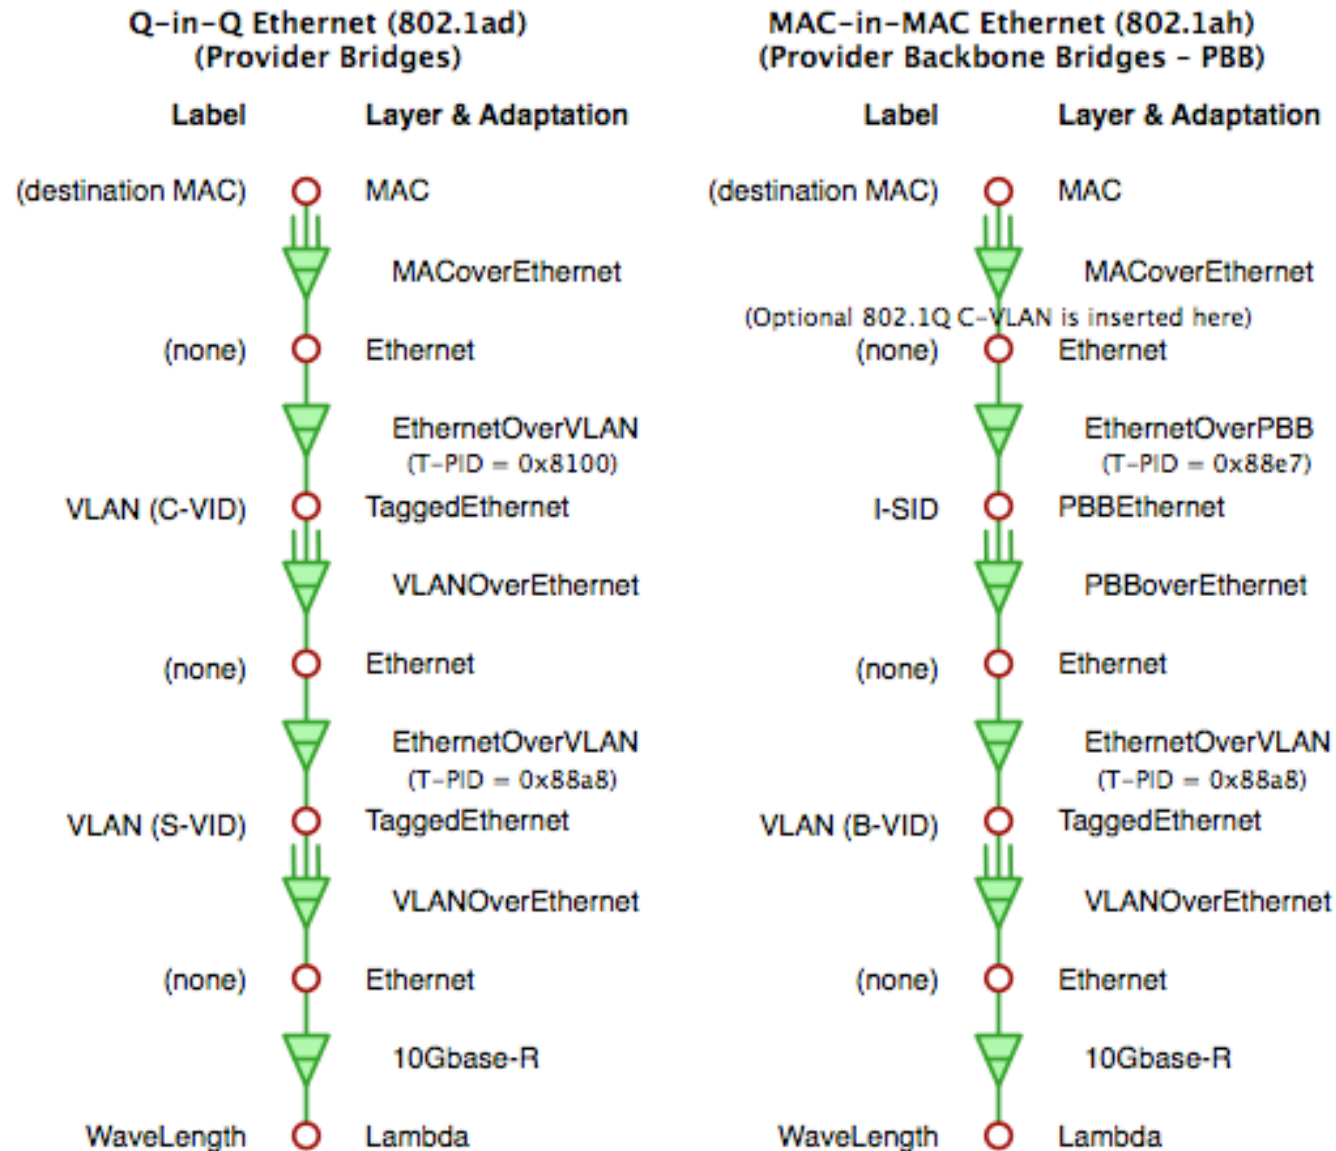 Q-in-Q Ethernet (802.1ad)
(Provider Bridges)
Label
Layer & Adaptation
(destination MAC)
MAC
MACoverEthernet
(none)
Ethernet
EthernetOverVLAN
(T-PID = 0x8100)
VLAN (C-VID)
TaggedEthernet
VLANOverEthernet
(none)
Ethernet
EthernetOverVLAN
(T-PID = 0x88a8)
VLAN (S-VID)
TaggedEthernet
VLANOverEthernet
(none)
Ethernet
10Gbase-R
WaveLength
Lambda
MAC-in-MAC Ethernet (802.1ah)
(Provider Backbone Bridges - PBB)
Label
Layer & Adaptation
(destination MAC)
MAC
MACoverEthernet
(Optional 802.1Q C-VLAN is inserted here)
(none)
Ethernet
EthernetOverPBB
(T-PID = 0x88e7)
I-SID
PBBEthernet
PBBoverEthernet
(none)
Ethernet
EthernetOverVLAN
(T-PID = 0x88a8)
VLAN (B-VID)
TaggedEthernet
VLANOverEthernet
(none)
Ethernet
10Gbase-R
WaveLength
Lambda